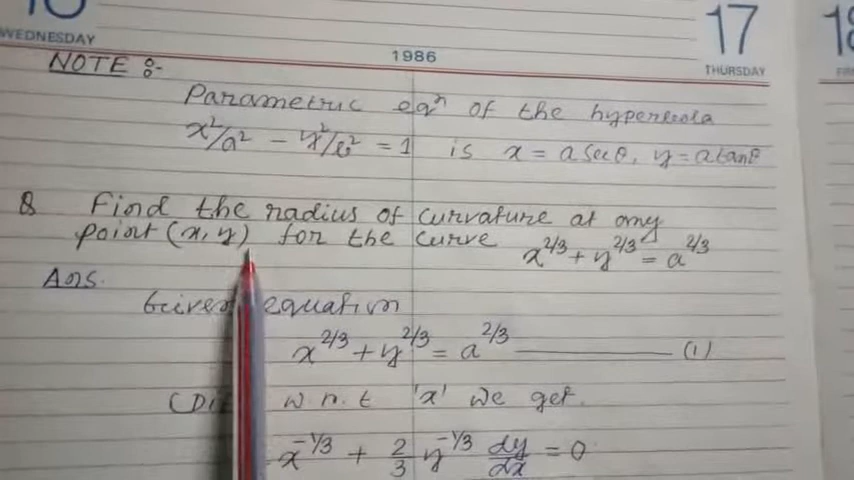 WEDNESDAY
1986
17
THURSDAY
18
NOTE :-
Parametric eqⁿ of the hyperbola
x²/a² - y²/b² = 1 is x = a secθ, y = a tanθ
Q Find the radius of curvature at any
point (x, y) for the curve x^2/3 + y^2/3 = a^2/3
Ans.
Given equation
x^2/3 + y^2/3 = a^2/3 ——— (1)
w.r.t 'x' we get.
x^-1/3 + 2/3 y^-1/3 dy/dx = 0